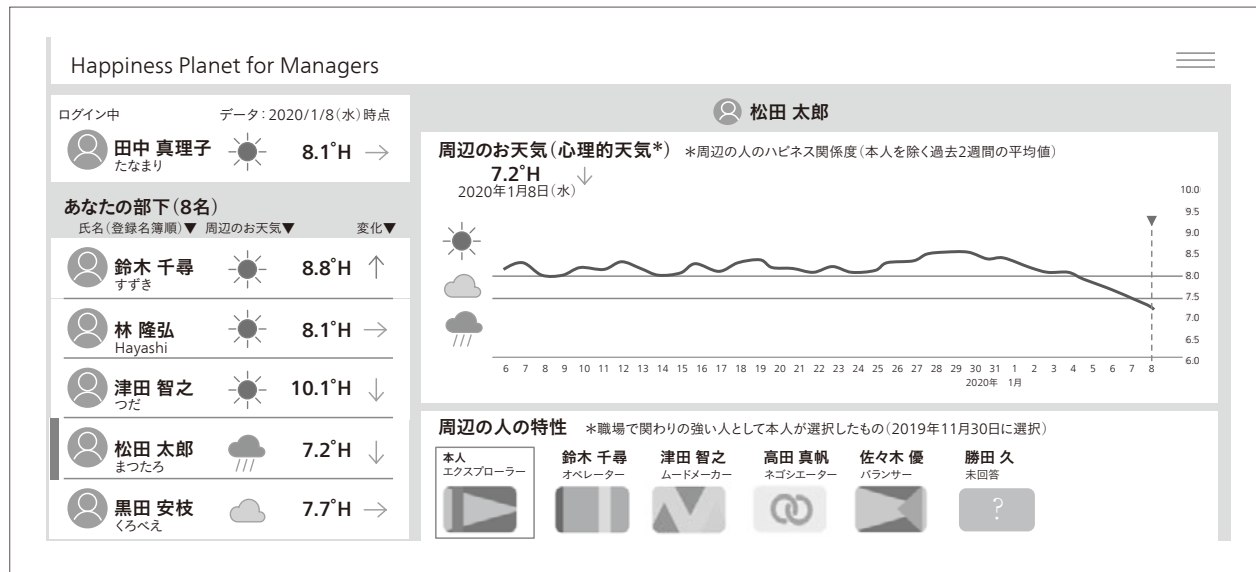 Happiness Planet for Managers
ログイン中 データ：2020/1/8（水）時点
田中 真理子 8.1°H →
たなまり
あなたの部下（8名）
氏名（登録名簿順）▼ 周辺のお天気▼ 変化▼
鈴木 千尋 8.8°H ↑
すずき
林 隆弘 8.1°H →
Hayashi
津田 智之 10.1°H ↓
つだ
松田 太郎 7.2°H ↓
まつたろ
黒田 安枝 7.7°H →
くろべえ
松田 太郎
周辺のお天気（心理的天気*） *周辺の人のハピネス関係度（本人を除く過去2週間の平均値）
7.2°H ↓
2020年1月8日（水）
10.0
9.5
9.0
8.5
8.0
7.5
7.0
6.5
6.0
6 7 8 9 10 11 12 13 14 15 16 17 18 19 20 21 22 23 24 25 26 27 28 29 30 31 1 2 3 4 5 6 7 8
2020年 1月
周辺の人の特性 *職場で関わりの強い人として本人が選択したもの（2019年11月30日に選択）
本人
エクスプローラー
鈴木 千尋
オペレーター
津田 智之
ムードメーカー
高田 真帆
ネゴシエーター
佐々木 優
バランサー
勝田 久
未回答
?